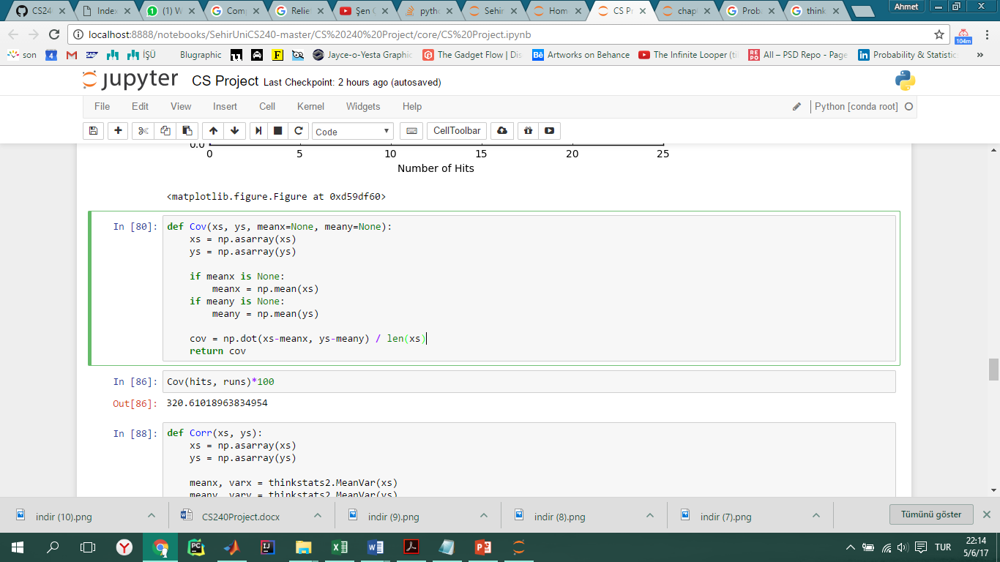 CS24
Index
(1) W
Com
Relie
Şen
pyth
Sehir
Hom
CS P
chap
Prob
think
Ahmet
localhost:8888/notebooks/SehirUniCS240-master/CS%20240%20Project/core/CS%20Project.ipynb
104m
son
4
İŞÜ
Blugraphic
Jayce-o-Yesta Graphic
The Gadget Flow | Dis
Artworks on Behance
The Infinite Looper (ti
All – PSD Repo - Page
Probability & Statistic
»
jupyter CS Project Last Checkpoint: 2 hours ago (autosaved)
File Edit View Insert Cell Kernel Widgets Help Python [conda root]
Code CellToolbar
0.0
0 5 10 15 20 25
Number of Hits
<matplotlib.figure.Figure at 0xd59df60>
In [80]: def Cov(xs, ys, meanx=None, meany=None):
xs = np.asarray(xs)
ys = np.asarray(ys)
if meanx is None:
meanx = np.mean(xs)
if meany is None:
meany = np.mean(ys)
cov = np.dot(xs-meanx, ys-meany) / len(xs)
return cov
In [86]: Cov(hits, runs)*100
Out[86]: 320.61018963834954
In [88]: def Corr(xs, ys):
xs = np.asarray(xs)
ys = np.asarray(ys)
meanx, varx = thinkstats2.MeanVar(xs)
meany, vary = thinkstats2.MeanVar(ys)
indir (10).png
CS240Project.docx
indir (9).png
indir (8).png
indir (7).png
Tümünü göster
TUR
22:14
5/6/17